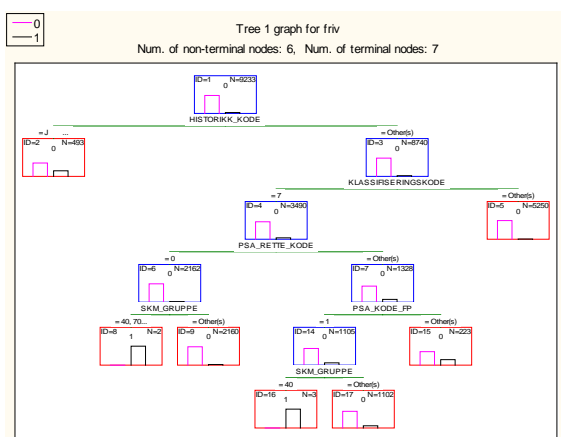 0
1
Tree 1 graph for friv
Num. of non-terminal nodes: 6, Num. of terminal nodes: 7
ID=1 N=9233
0
HISTORIKK_KODE
= J ... = Other(s)
ID=2 N=493 ID=3 N=8740
0 0
KLASSIFISERINGSKODE
= 7 = Other(s)
ID=4 N=3490 ID=5 N=5250
0 0
PSA_RETTE_KODE
= 0 = Other(s)
ID=6 N=2162 ID=7 N=1328
0 0
SKM_GRUPPE PSA_KODE_FP
= 40, 70... = Other(s) = 1 = Other(s)
ID=8 N=2 ID=9 N=2160 ID=14 N=1105 ID=15 N=223
1 0 0 0
SKM_GRUPPE
= 40 = Other(s)
ID=16 N=3 ID=17 N=1102
1 0